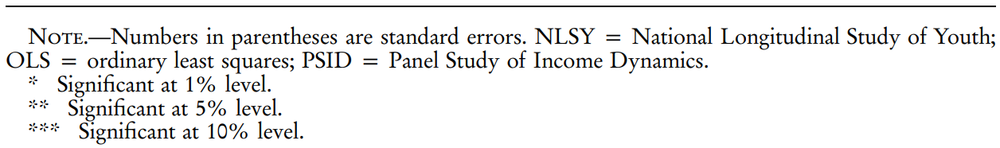 NOTE.—Numbers in parentheses are standard errors. NLSY = National Longitudinal Study of Youth;
OLS = ordinary least squares; PSID = Panel Study of Income Dynamics.
* Significant at 1% level.
** Significant at 5% level.
*** Significant at 10% level.